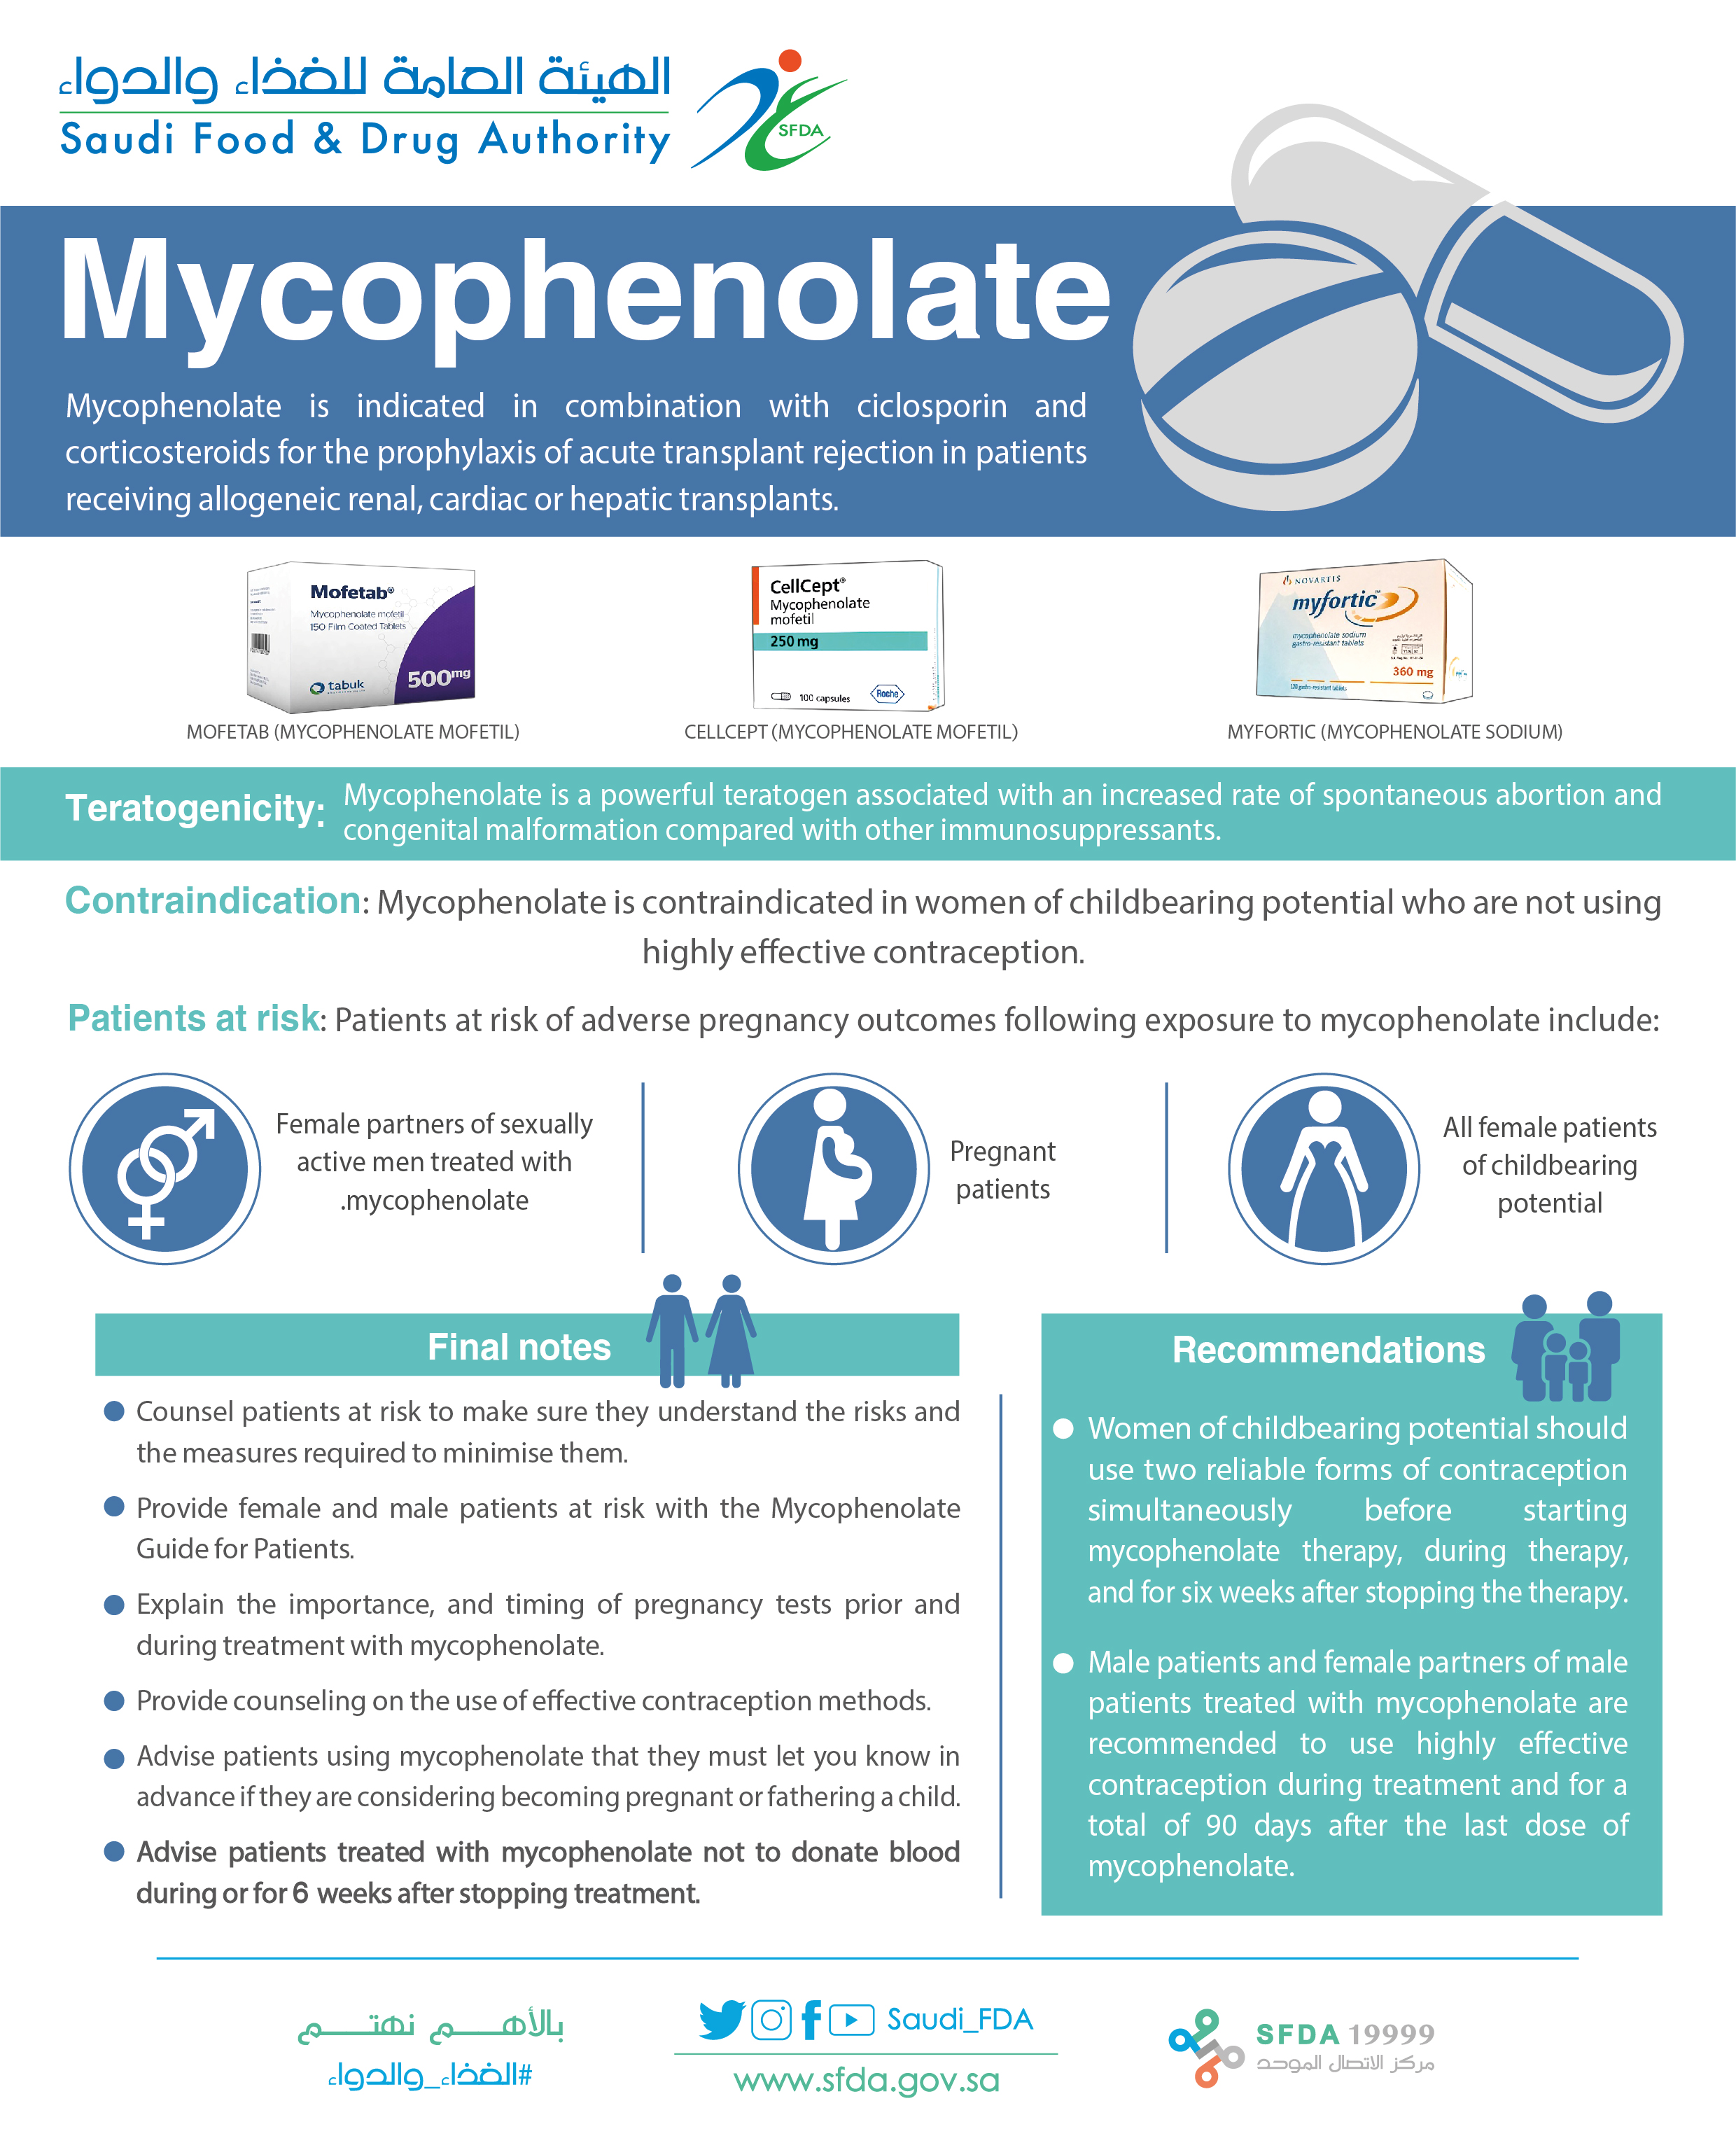 الهيئة العامة للغذاء والدواء
Saudi Food & Drug Authority
SFDA
Mycophenolate
Mycophenolate is indicated in combination with ciclosporin and
corticosteroids for the prophylaxis of acute transplant rejection in patients
receiving allogeneic renal, cardiac or hepatic transplants.
Mofetab®
Mycophenolate mofetil
150 Film Coated Tablets
500mg
tabuk
MOFETAB (MYCOPHENOLATE MOFETIL)
CellCept®
Mycophenolate
mofetil
250 mg
100 capsules
Roche
CELLCEPT (MYCOPHENOLATE MOFETIL)
NOVARTIS
myfortic™
mycophenolate sodium
gastro-resistant tablets
360 mg
120 gastro-resistant tablets
MYFORTIC (MYCOPHENOLATE SODIUM)
Teratogenicity: Mycophenolate is a powerful teratogen associated with an increased rate of spontaneous abortion and
congenital malformation compared with other immunosuppressants.
Contraindication: Mycophenolate is contraindicated in women of childbearing potential who are not using
highly effective contraception.
Patients at risk: Patients at risk of adverse pregnancy outcomes following exposure to mycophenolate include:
Female partners of sexually
active men treated with
.mycophenolate
Pregnant
patients
All female patients
of childbearing
potential
Final notes
Counsel patients at risk to make sure they understand the risks and
the measures required to minimise them.
Provide female and male patients at risk with the Mycophenolate
Guide for Patients.
Explain the importance, and timing of pregnancy tests prior and
during treatment with mycophenolate.
Provide counseling on the use of effective contraception methods.
Advise patients using mycophenolate that they must let you know in
advance if they are considering becoming pregnant or fathering a child.
Advise patients treated with mycophenolate not to donate blood
during or for 6 weeks after stopping treatment.
Recommendations
Women of childbearing potential should
use two reliable forms of contraception
simultaneously before starting
mycophenolate therapy, during therapy,
and for six weeks after stopping the therapy.
Male patients and female partners of male
patients treated with mycophenolate are
recommended to use highly effective
contraception during treatment and for a
total of 90 days after the last dose of
mycophenolate.
بالأهم نهتم
#الغذاء_والدواء
Saudi_FDA
www.sfda.gov.sa
SFDA 19999
مركز الاتصال الموحد